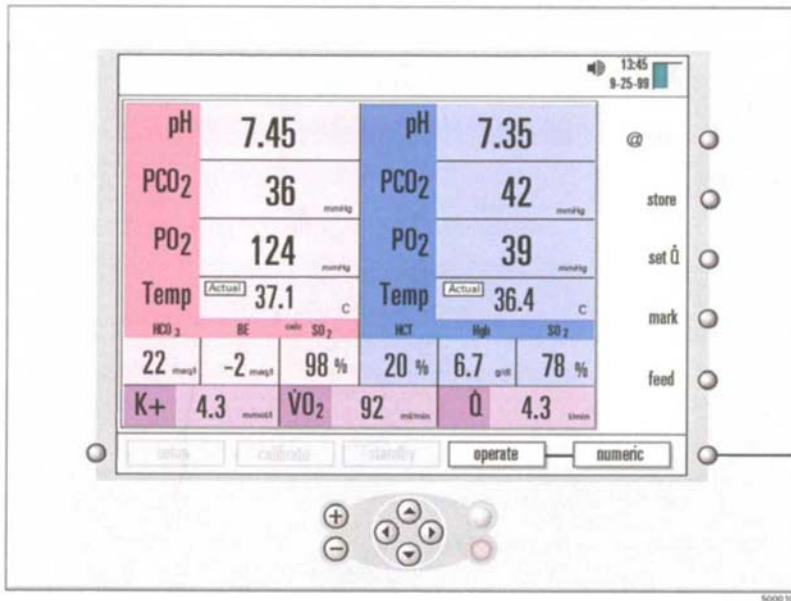 13:45
9-25-99
pH 7.45 pH 7.35
PCO2 36 mmHg PCO2 42 mmHg
PO2 124 mmHg PO2 39 mmHg
Temp Actual 37.1 C Temp Actual 36.4 C
HCO3 BE calc SO2 HCT Hgb SO2
22 meq/l -2 meq/l 98 % 20 % 6.7 g/dl 78 %
K+ 4.3 mmol/l V̇O2 92 ml/min Q̇ 4.3 l/min
@
store
set Q̇
mark
feed
setup calibrate standby operate numeric
+
−